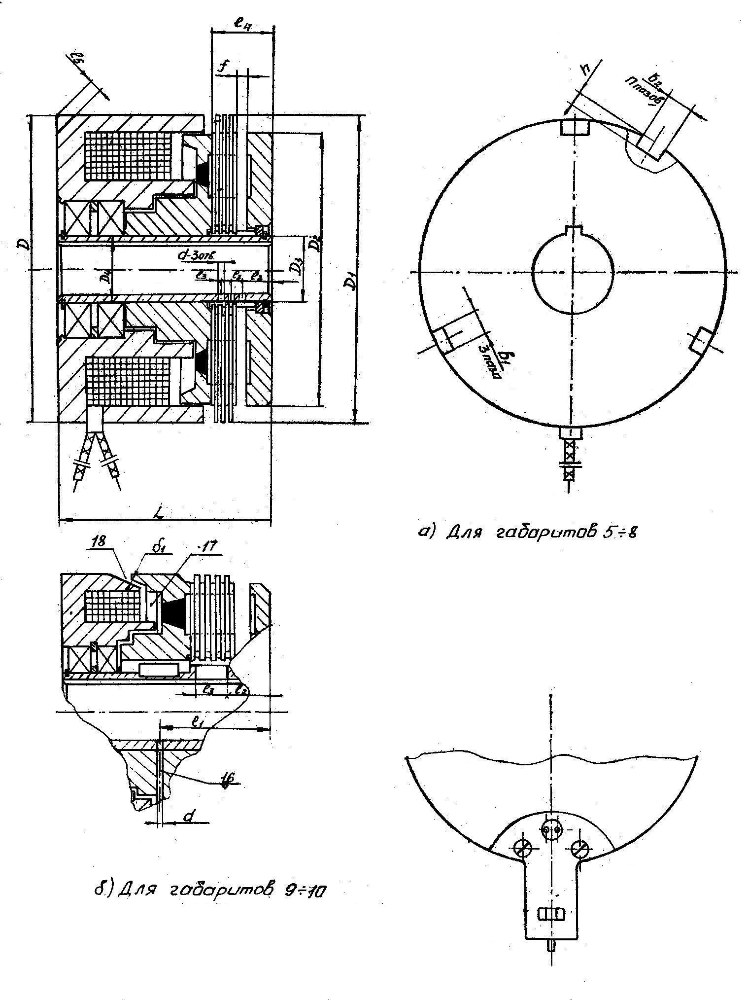 l4
f
l5
h
b2
n пазов
D
D4
d-3отв.
l3
l3
l2
D3
D2
D1
b1
3 паза
L
а) Для габаритов 5÷8
18
δ1
17
l3
l2
l1
16
d
б) Для габаритов 9÷10